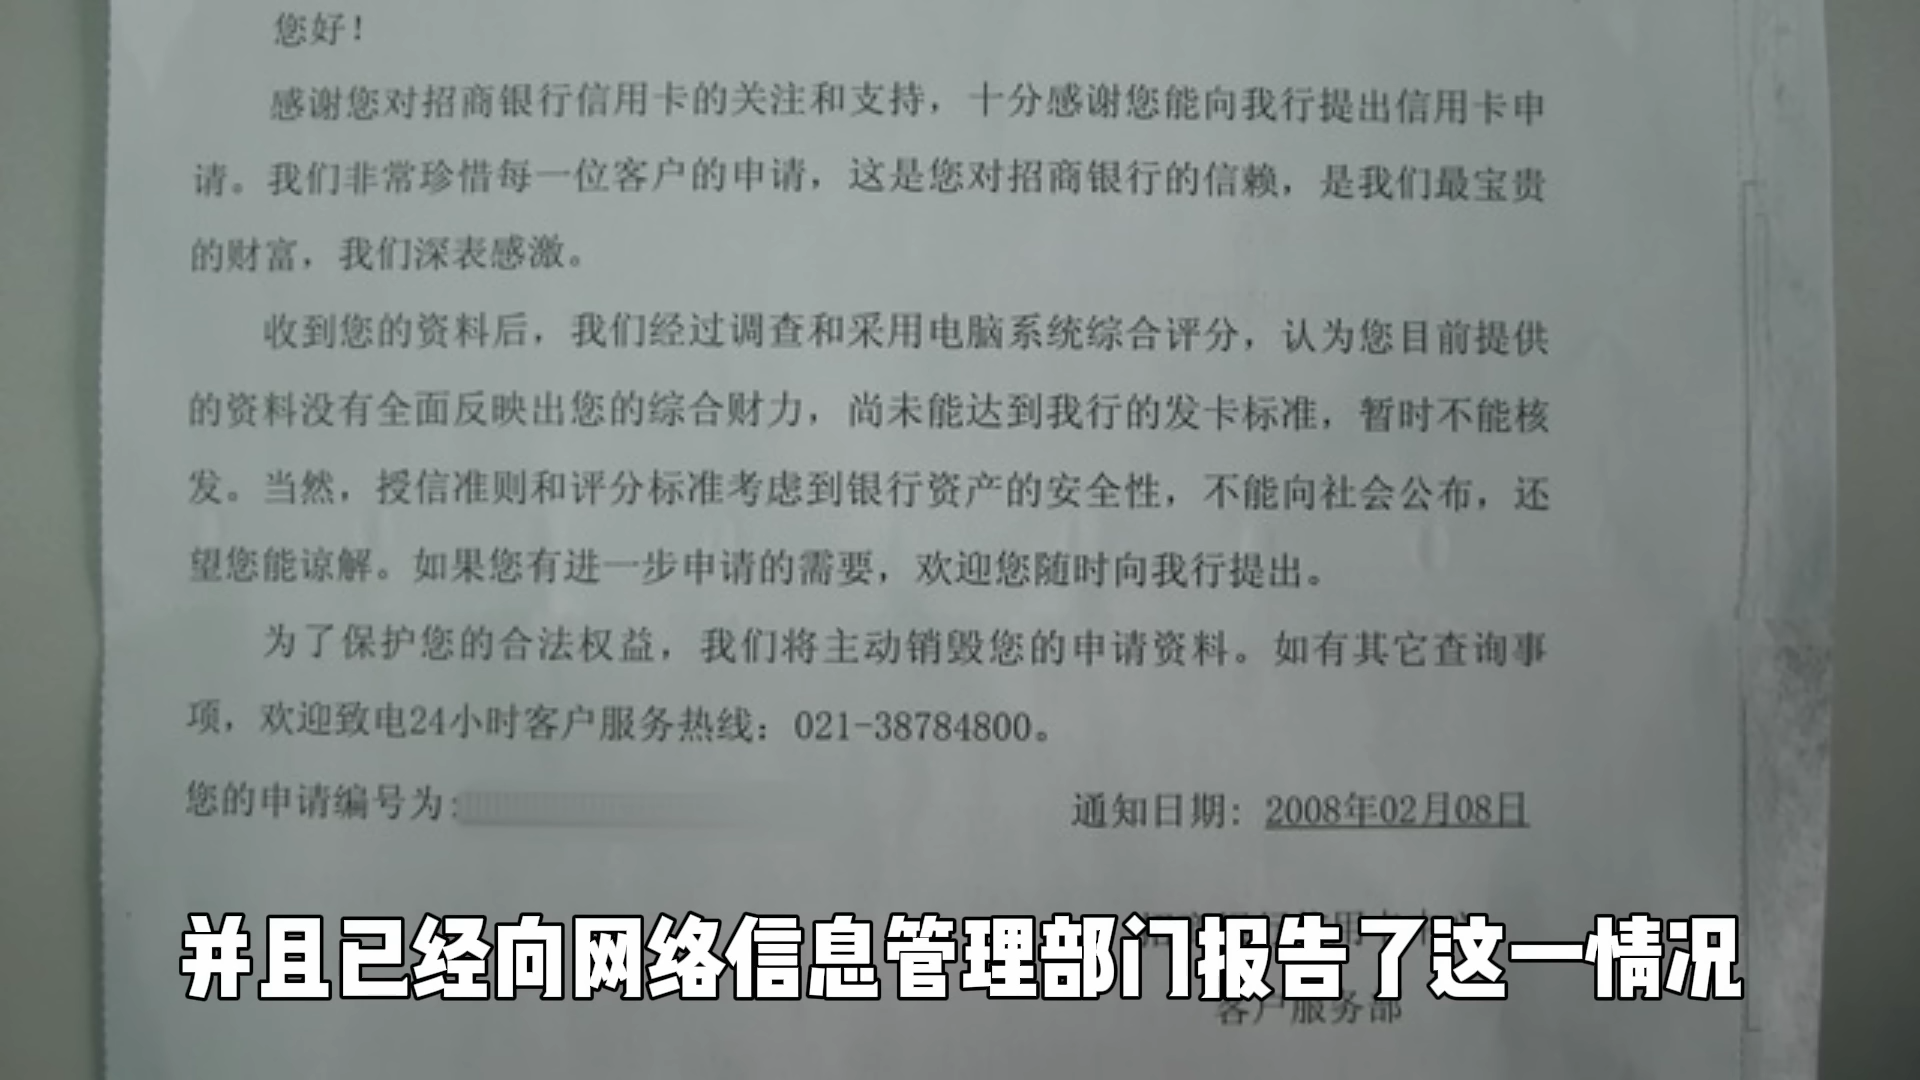 您好！
感谢您对招商银行信用卡的关注和支持，十分感谢您能向我行提出信用卡申
请。我们非常珍惜每一位客户的申请，这是您对招商银行的信赖，是我们最宝贵
的财富，我们深表感激。
收到您的资料后，我们经过调查和采用电脑系统综合评分，认为您目前提供
的资料没有全面反映出您的综合财力，尚未能达到我行的发卡标准，暂时不能核
发。当然，授信准则和评分标准考虑到银行资产的安全性，不能向社会公布，还
望您能谅解。如果您有进一步申请的需要，欢迎您随时向我行提出。
为了保护您的合法权益，我们将主动销毁您的申请资料。如有其它查询事
项，欢迎致电24小时客户服务热线：021-38784800。
您的申请编号为：
通知日期：2008年02月08日
并且已经向网络信息管理部门报告了这一情况
客户服务部